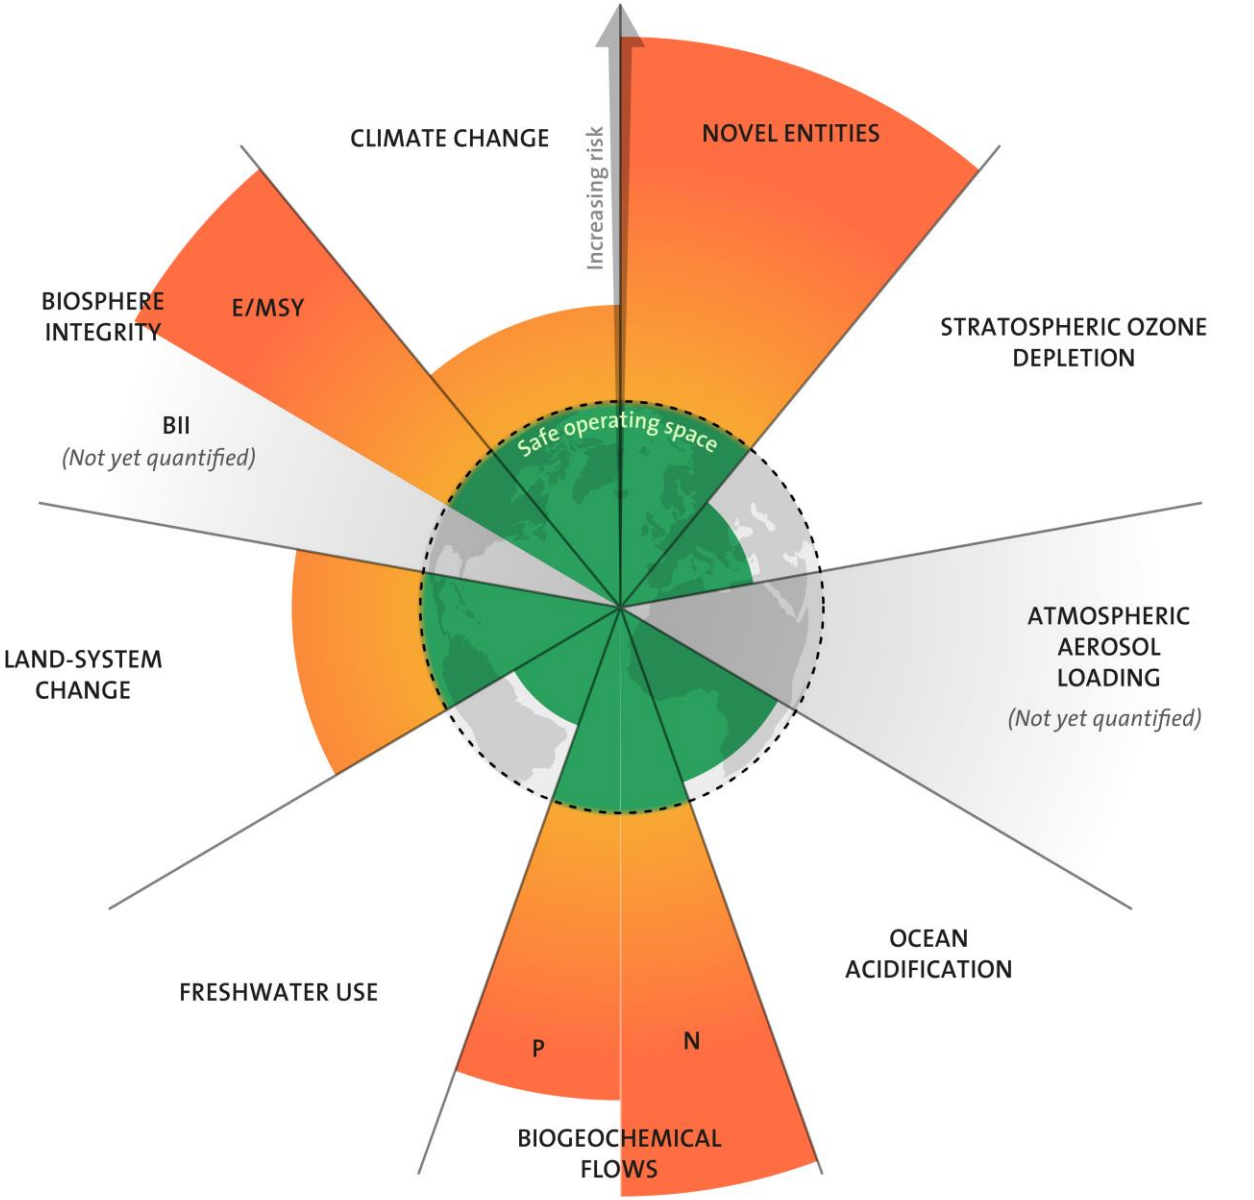 CLIMATE CHANGE
Increasing risk
NOVEL ENTITIES
BIOSPHERE
INTEGRITY
E/MSY
STRATOSPHERIC OZONE
DEPLETION
BII
(Not yet quantified)
Safe operating space
ATMOSPHERIC
AEROSOL
LOADING
(Not yet quantified)
LAND-SYSTEM
CHANGE
OCEAN
ACIDIFICATION
FRESHWATER USE
P
N
BIOGEOCHEMICAL
FLOWS